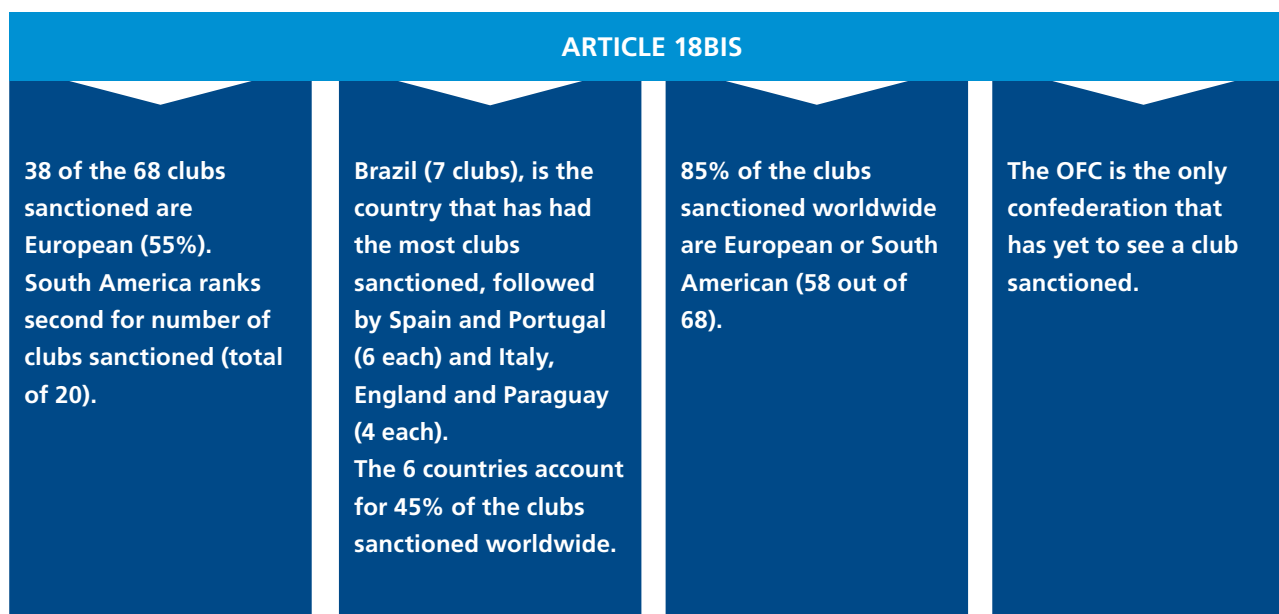 ARTICLE 18BIS
38 of the 68 clubs
sanctioned are
European (55%).
South America ranks
second for number of
clubs sanctioned (total
of 20).
Brazil (7 clubs), is the
country that has had
the most clubs
sanctioned, followed
by Spain and Portugal
(6 each) and Italy,
England and Paraguay
(4 each).
The 6 countries account
for 45% of the clubs
sanctioned worldwide.
85% of the clubs
sanctioned worldwide
are European or South
American (58 out of
68).
The OFC is the only
confederation that
has yet to see a club
sanctioned.